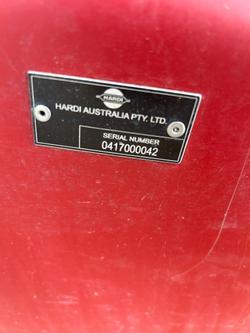 HARDI
HARDI AUSTRALIA PTY. LTD.
SERIAL NUMBER
0417000042